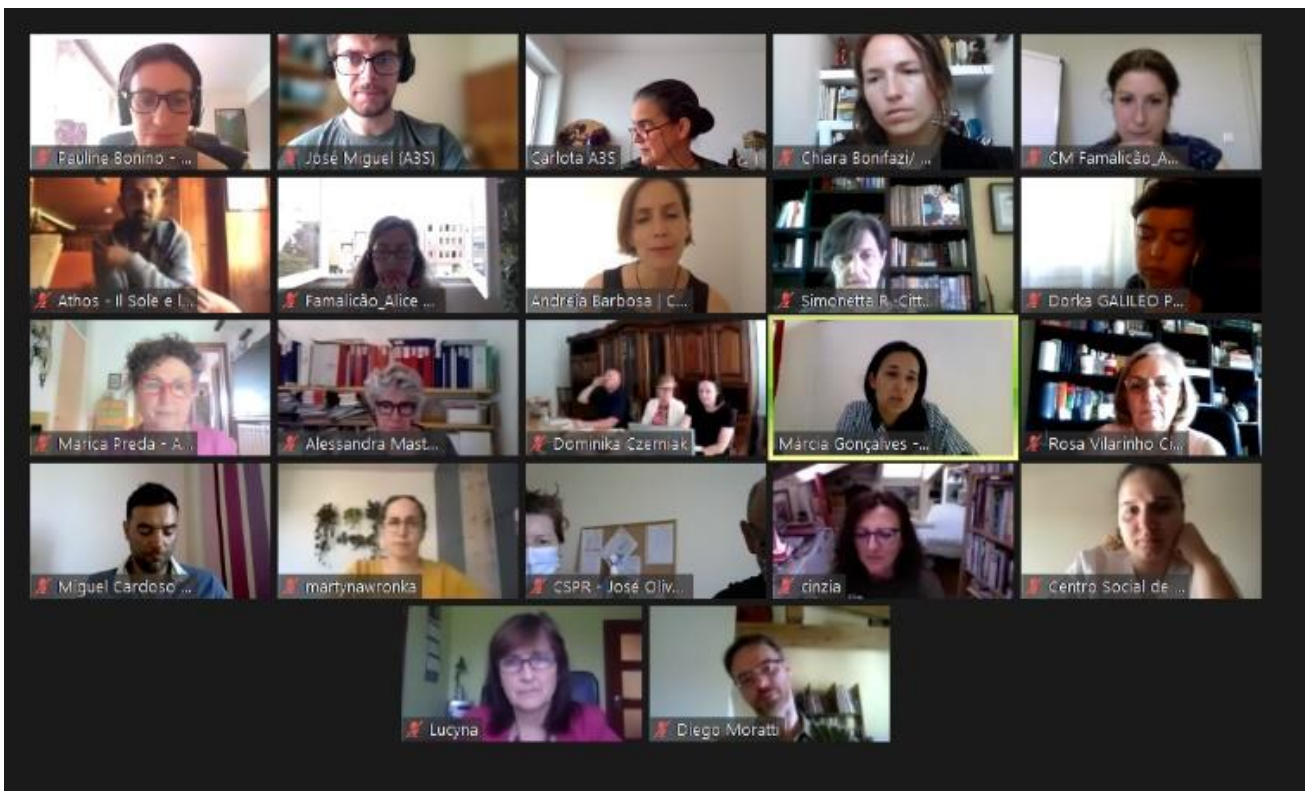 Pauline Bonino - ...
José Miguel (A3S)
Carlota A3S
Chiara Bonifazi/ ...
CM Famalicão_A...
Athos - Il Sole e l...
Famalicão_Alice ...
Andreia Barbosa | C...
Simonetta R -Citt...
Dorka GALILEO P...
Marica Preda - A...
Alessandra Mast...
Dominika Czerniak
Márcia Gonçalves -...
Rosa Vilarinho Ci...
Miguel Cardoso ...
martynawronka
CSPR - José Oliv...
cinzia
Centro Social de ...
Lucyna
Diego Moratti